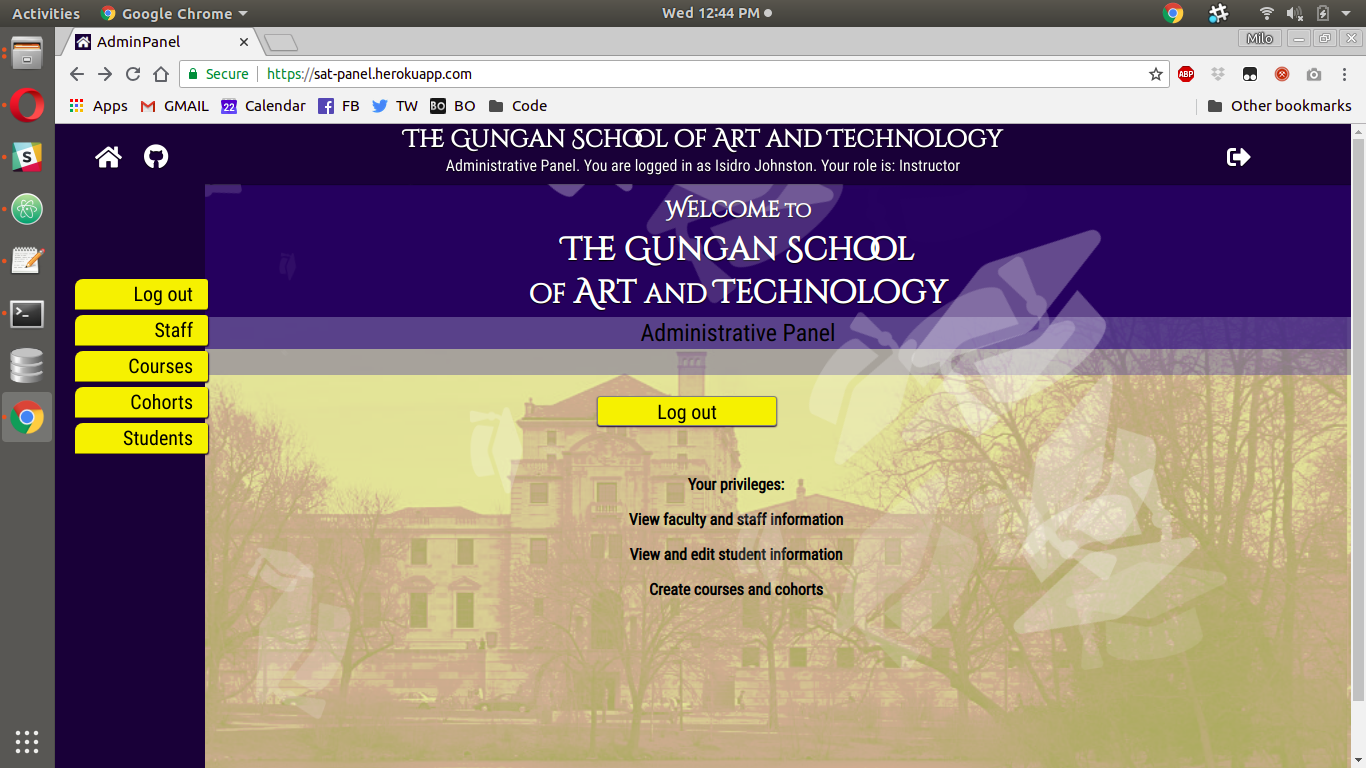 Activities Google Chrome Wed 12:44 PM
AdminPanel Milo
Secure https://sat-panel.herokuapp.com ABP
Apps GMAIL 22 Calendar FB TW BO BO Code Other bookmarks
The Gungan School of Art and Technology
Administrative Panel. You are logged in as Isidro Johnston. Your role is: Instructor
Welcome to
The Gungan School
of Art and Technology
Administrative Panel
Log out
Staff
Courses
Cohorts
Students
Log out
Your privileges:
View faculty and staff information
View and edit student information
Create courses and cohorts